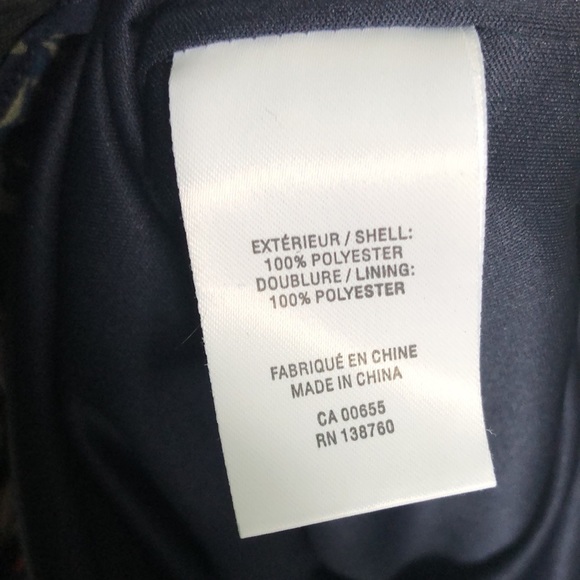 EXTÉRIEUR / SHELL:
100% POLYESTER
DOUBLURE / LINING:
100% POLYESTER
FABRIQUÉ EN CHINE
MADE IN CHINA
CA 00655
RN 138760